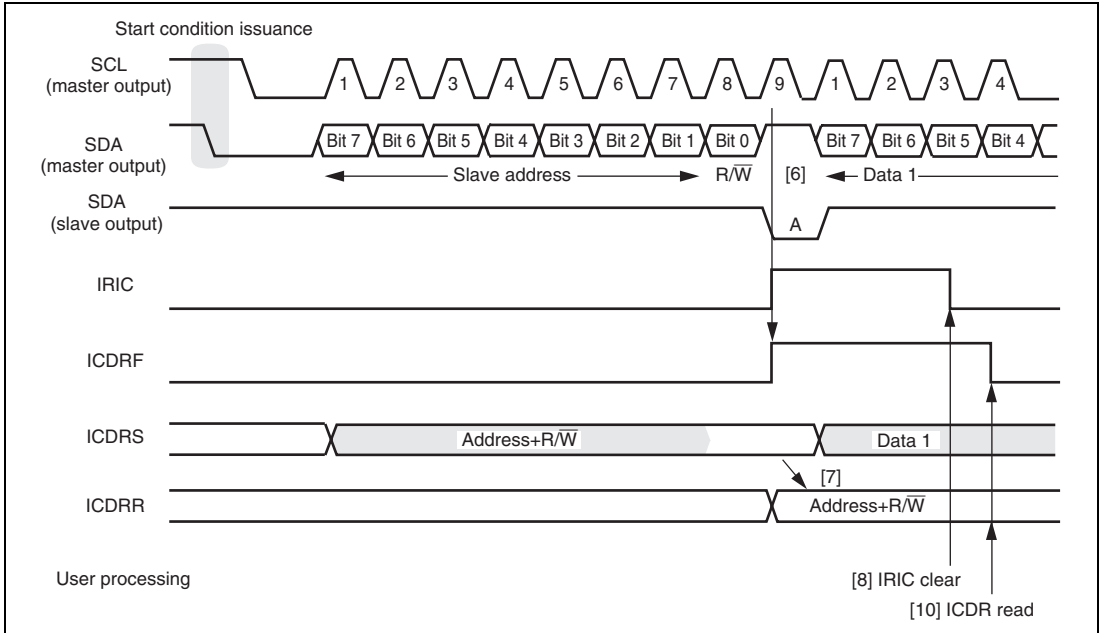 Start condition issuance
SCL
(master output)
1 2 3 4 5 6 7 8 9 1 2 3 4
SDA
(master output)
Bit 7 Bit 6 Bit 5 Bit 4 Bit 3 Bit 2 Bit 1 Bit 0 Bit 7 Bit 6 Bit 5 Bit 4
Slave address R/W̅ [6] Data 1
SDA
(slave output)
A
IRIC
ICDRF
ICDRS
Address+R/W̅ Data 1
[7]
ICDRR
Address+R/W̅
User processing
[8] IRIC clear
[10] ICDR read